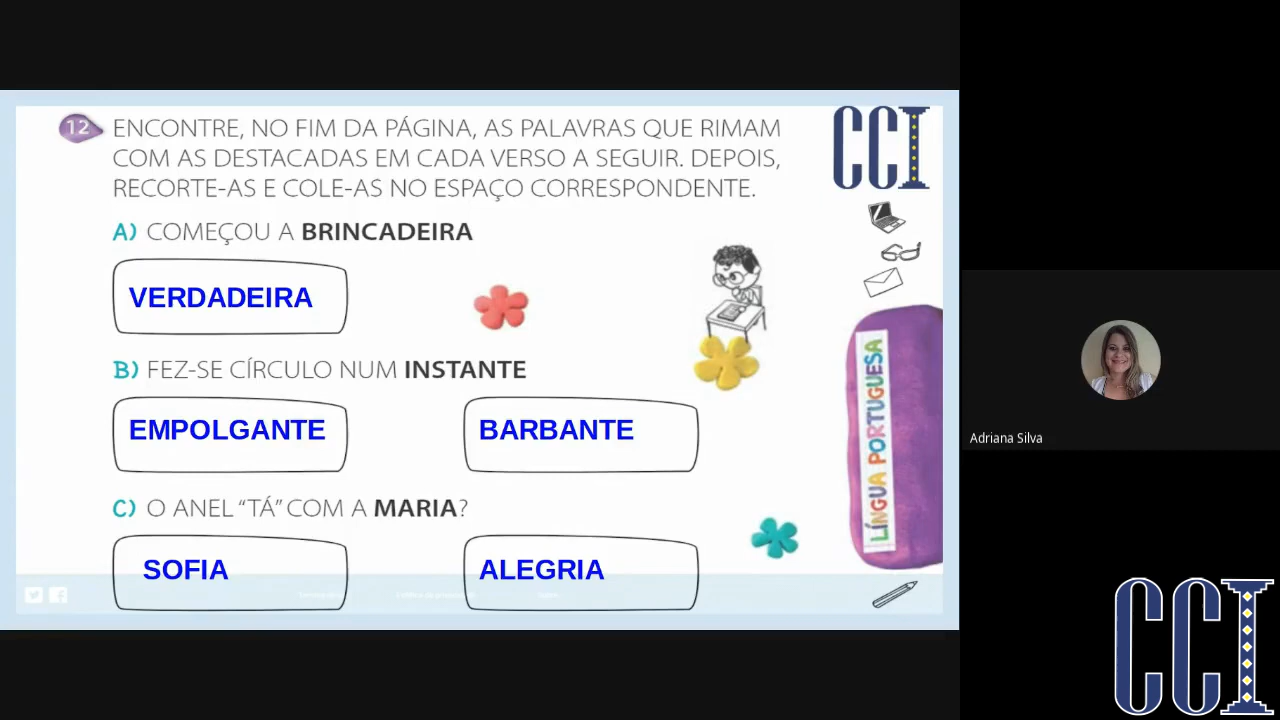 12 ENCONTRE, NO FIM DA PÁGINA, AS PALAVRAS QUE RIMAM
COM AS DESTACADAS EM CADA VERSO A SEGUIR. DEPOIS,
RECORTE-AS E COLE-AS NO ESPAÇO CORRESPONDENTE.
A) COMEÇOU A BRINCADEIRA
VERDADEIRA
B) FEZ-SE CÍRCULO NUM INSTANTE
EMPOLGANTE BARBANTE
C) O ANEL “TÁ” COM A MARIA?
SOFIA ALEGRIA
CCI
LÍNGUA PORTUGUESA
Adriana Silva
CCI